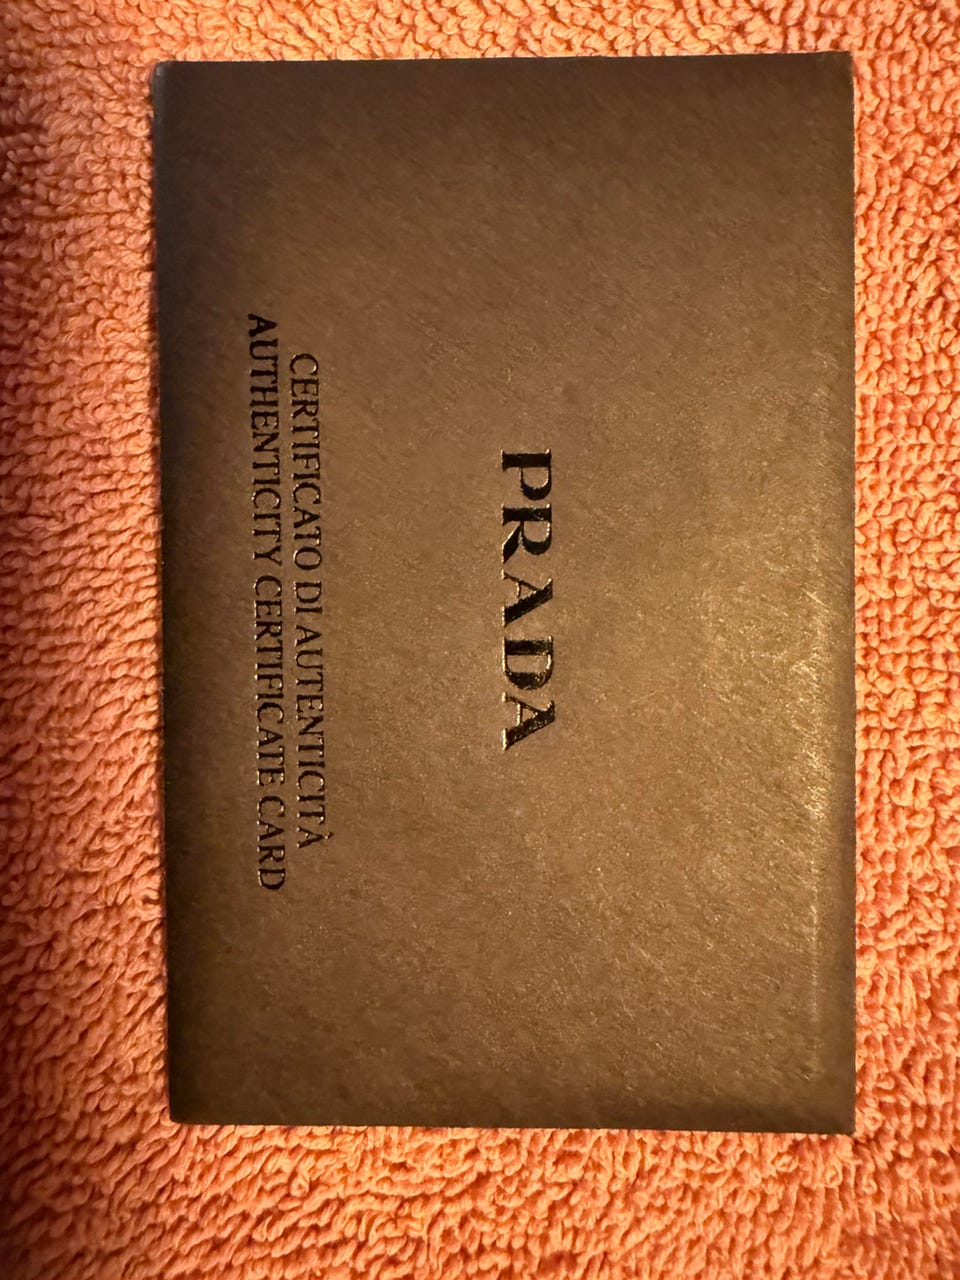 PRADA
CERTIFICATO DI AUTENTICITÀ
AUTHENTICITY CERTIFICATE CARD